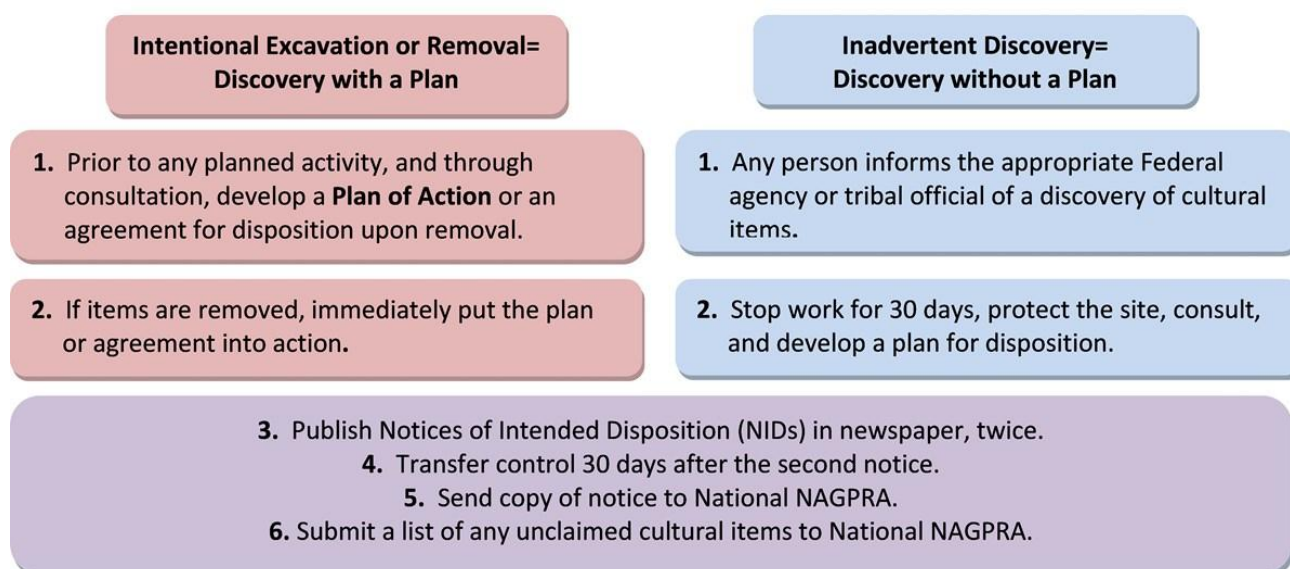 Intentional Excavation or Removal=
Discovery with a Plan
Inadvertent Discovery=
Discovery without a Plan
1. Prior to any planned activity, and through
consultation, develop a Plan of Action or an
agreement for disposition upon removal.
1. Any person informs the appropriate Federal
agency or tribal official of a discovery of cultural
items.
2. If items are removed, immediately put the plan
or agreement into action.
2. Stop work for 30 days, protect the site, consult,
and develop a plan for disposition.
3. Publish Notices of Intended Disposition (NIDs) in newspaper, twice.
4. Transfer control 30 days after the second notice.
5. Send copy of notice to National NAGPRA.
6. Submit a list of any unclaimed cultural items to National NAGPRA.